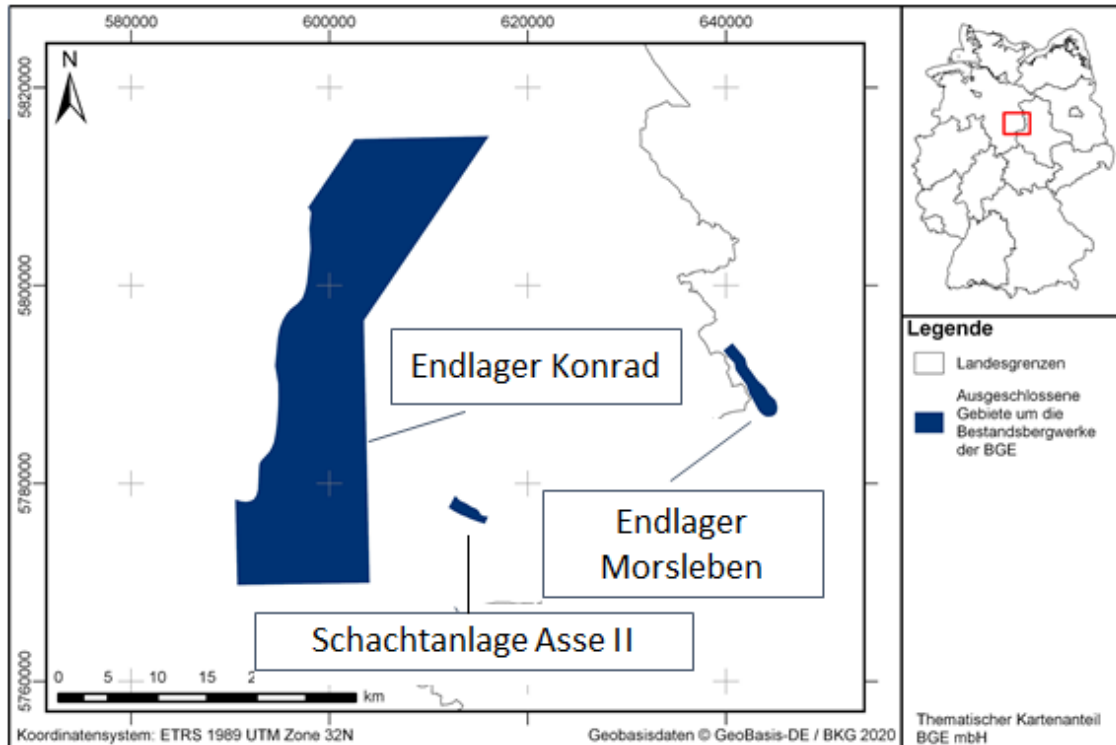 580000
600000
620000
640000
N
5820000
5800000
5780000
5760000
Endlager Konrad
Endlager
Morsleben
Schachtanlage Asse II
0 5 10 15 2
km
Koordinatensystem: ETRS 1989 UTM Zone 32N
Geobasisdaten © GeoBasis-DE / BKG 2020
Legende
Landesgrenzen
Ausgeschlossene
Gebiete um die
Bestandsbergwerke
der BGE
Thematischer Kartenanteil
BGE mbH